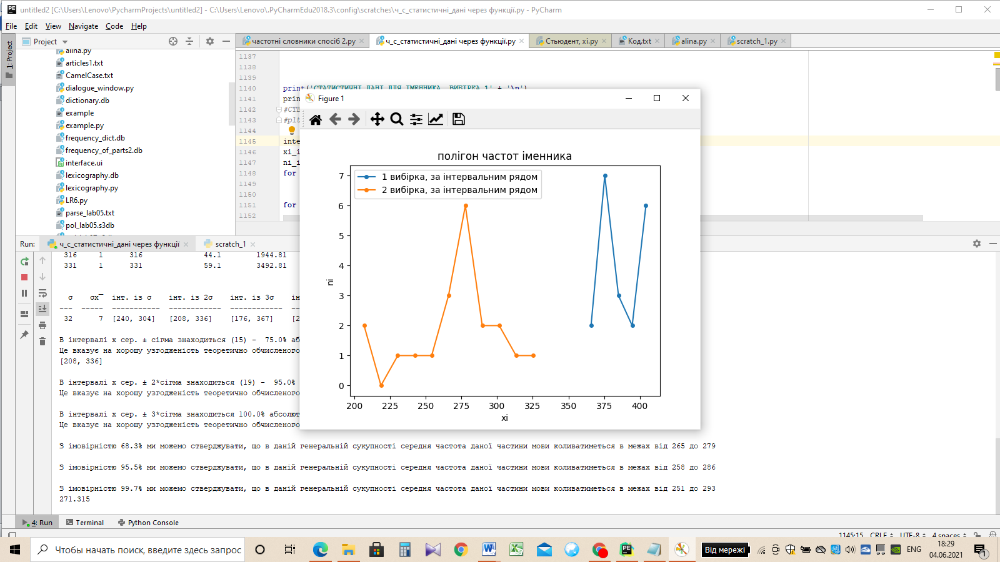 untitled2 [C:\Users\Lenovo\PycharmProjects\untitled2] - C:\Users\Lenovo\.PyCharmEdu2018.3\config\scratches\ч_с_статистичні_дані через функції.py - PyCharm
File Edit View Navigate Code Help
Project
1: Project
частотні словники спосіб 2.py
ч_с_статистичні_дані через функції.py
Стьюдент, хі.py
Код.txt
alina.py
scratch_1.py
alina.py
articles1.txt
CamelCase.txt
dialogue_window.py
dictionary.db
example
example.py
frequency_dict.db
frequency_of_parts2.db
interface.ui
lexicography.db
lexicography.py
LR6.py
parse_lab05.txt
pol_lab05.s3db
1137
1138
1139
1140 print('СТАТИСТИЧНІ ДАНІ ДЛЯ ІМЕННИКА, ВИБІРКА 1' + '\n')
1141 prin
1142 #СТВ
1143 #plt
1144
1145 inte
1146 xi_i
1147 ni_i
1148 for
1149
1150
1151 for
1152
Figure 1
полігон частот іменника
1 вибірка, за інтервальним рядом
2 вибірка, за інтервальним рядом
7
6
5
4
3
2
1
0
ni
200 225 250 275 300 325 350 375 400
xi
Run: ч_с_статистичні_дані через функції scratch_1
316 1 316 44.1 1944.81
331 1 331 59.1 3492.81
σ σx¯ інт. із σ інт. із 2σ інт. із 3σ ін
--- ----- ----------- ------------ ------------ --
32 7 [240, 304] [208, 336] [176, 367] [2
В інтервалі х сер. ± сігма знаходиться (15) - 75.0% аб
Це вказує на хорошу узгодженість теоретично обчисленого
[208, 336]
В інтервалі х сер. ± 2*сігма знаходиться (19) - 95.0%
Це вказує на хорошу узгодженість теоретично обчисленого
В інтервалі х сер. ± 3*сігма знаходиться 100.0% абсолют
Це вказує на хорошу узгодженість теоретично обчисленого
З імовірністю 68.3% ми можемо стверджувати, що в даній генеральній сукупності середня частота даної частини мови коливатиметься в межах від 265 до 279
З імовірністю 95.5% ми можемо стверджувати, що в даній генеральній сукупності середня частота даної частини мови коливатиметься в межах від 258 до 286
З імовірністю 99.7% ми можемо стверджувати, що в даній генеральній сукупності середня частота даної частини мови коливатиметься в межах від 251 до 293
271.315
4: Run Terminal Python Console
1145:15 CRLF UTF-8 4 spaces
Чтобы начать поиск, введите здесь запрос
Від мережі
ENG
18:29
04.06.2021
1